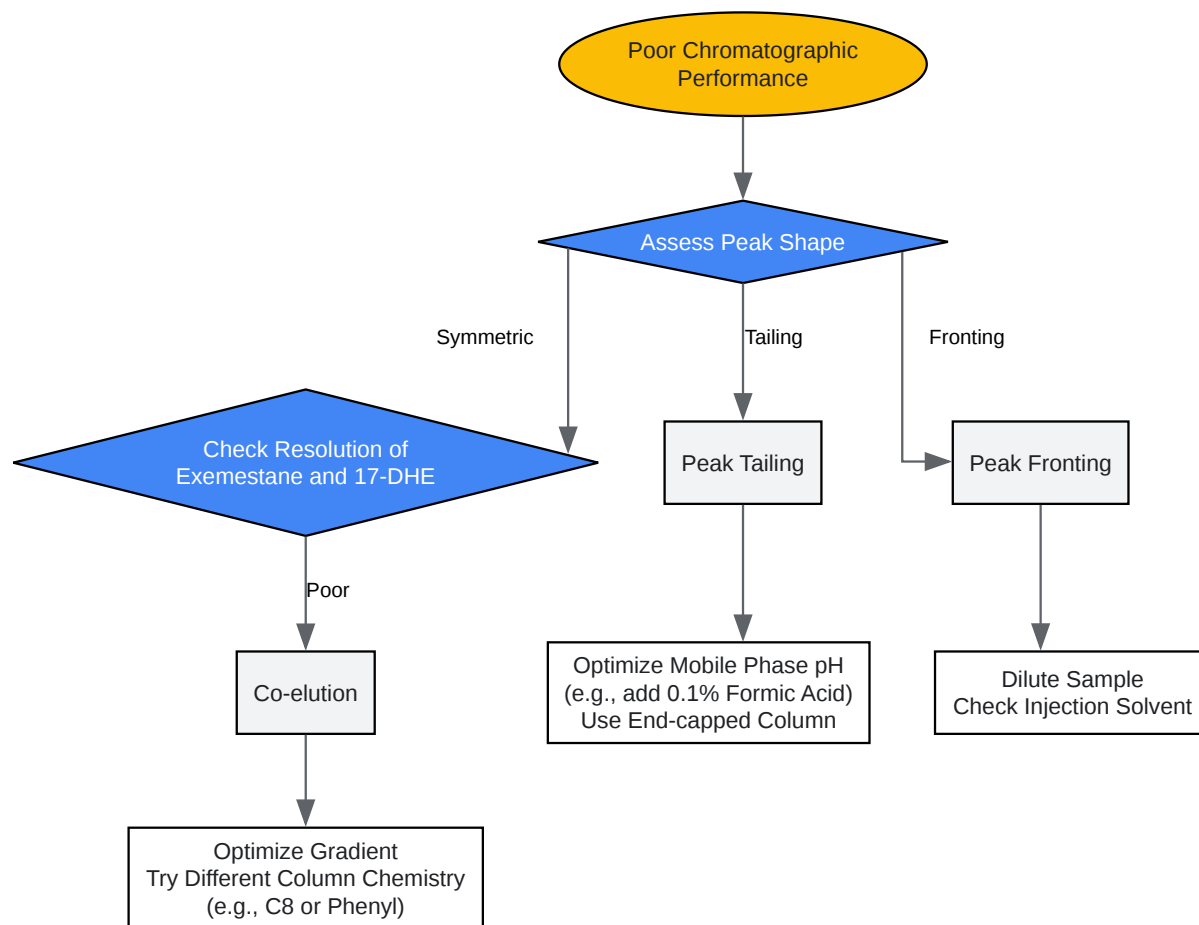 Poor Chromatographic
Performance
Assess Peak Shape
Symmetric
Tailing
Fronting
Check Resolution of
Exemestane and 17-DHE
Peak Tailing
Peak Fronting
Poor
Co-elution
Optimize Mobile Phase pH
(e.g., add 0.1% Formic Acid)
Use End-capped Column
Dilute Sample
Check Injection Solvent
Optimize Gradient
Try Different Column Chemistry
(e.g., C8 or Phenyl)